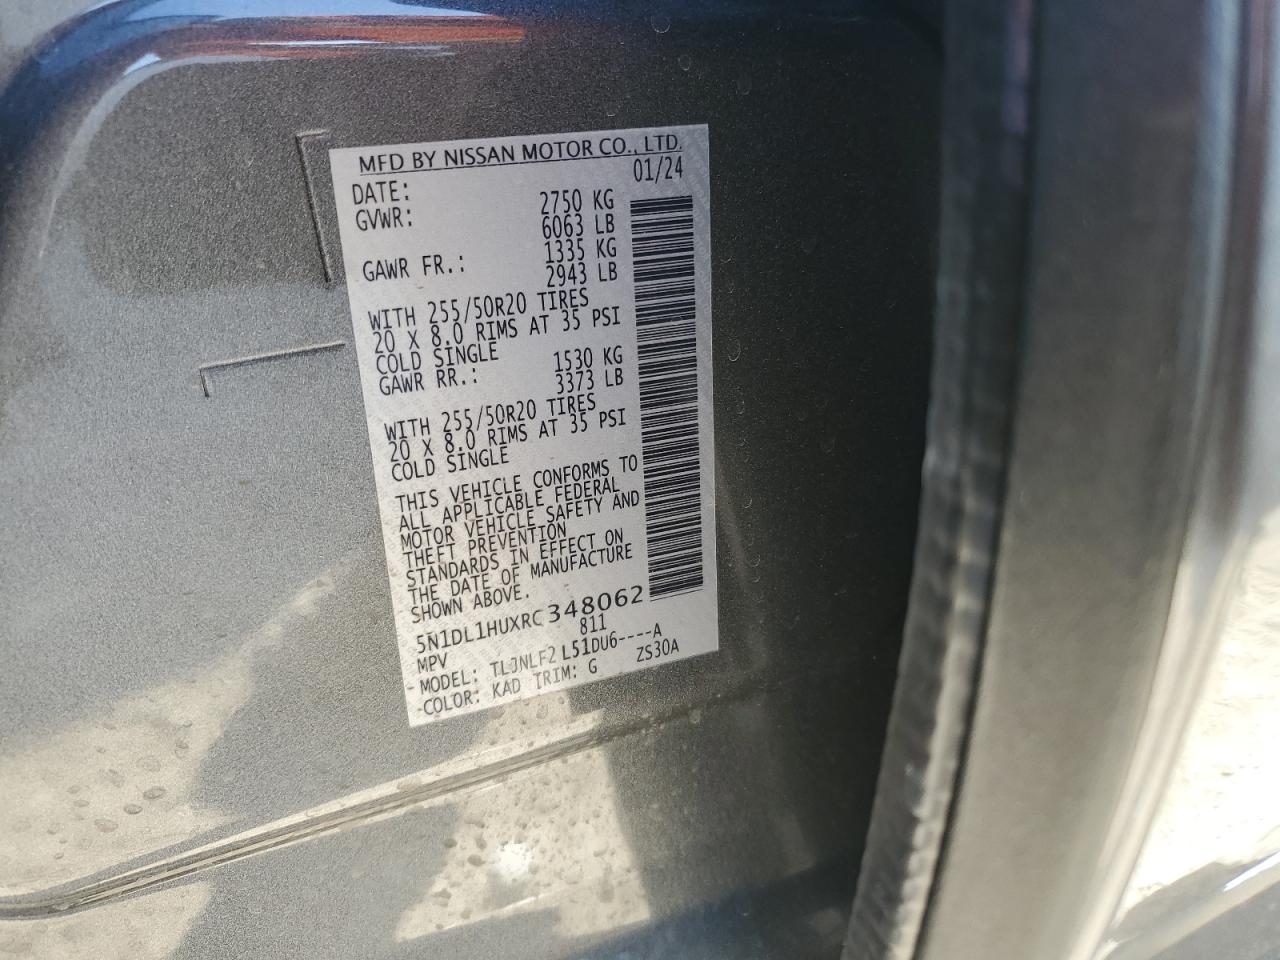 MFD BY NISSAN MOTOR CO., LTD.
DATE: 01/24
GVWR: 2750 KG
6063 LB
GAWR FR.: 1335 KG
2943 LB
WITH 255/50R20 TIRES
20 X 8.0 RIMS AT 35 PSI
COLD SINGLE
GAWR RR.: 1530 KG
3373 LB
WITH 255/50R20 TIRES
20 X 8.0 RIMS AT 35 PSI
COLD SINGLE
THIS VEHICLE CONFORMS TO
ALL APPLICABLE FEDERAL
MOTOR VEHICLE SAFETY AND
THEFT PREVENTION
STANDARDS IN EFFECT ON
THE DATE OF MANUFACTURE
SHOWN ABOVE.
5N1DL1HUXRC348062
MPV 811
MODEL: TLJNLF2 L51DU6----A
COLOR: KAD TRIM: G ZS30A